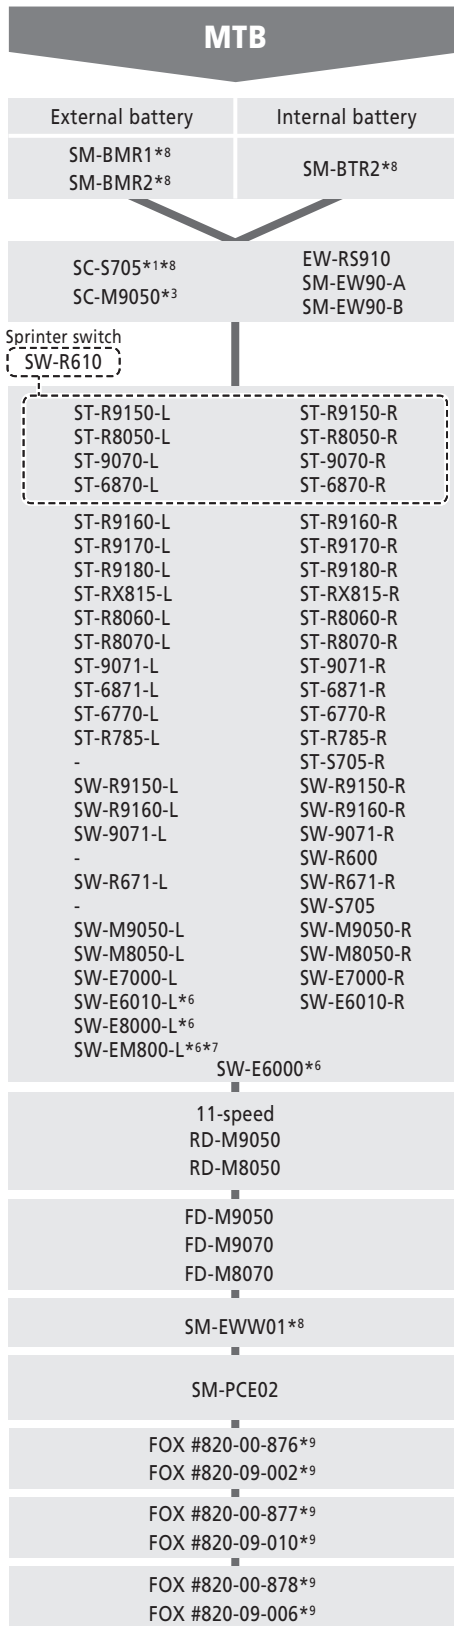 MTB
External battery Internal battery
SM-BMR1*8
SM-BMR2*8
SM-BTR2*8
SC-S705*1*8
SC-M9050*3
EW-RS910
SM-EW90-A
SM-EW90-B
Sprinter switch
SW-R610
ST-R9150-L ST-R9150-R
ST-R8050-L ST-R8050-R
ST-9070-L ST-9070-R
ST-6870-L ST-6870-R
ST-R9160-L ST-R9160-R
ST-R9170-L ST-R9170-R
ST-R9180-L ST-R9180-R
ST-RX815-L ST-RX815-R
ST-R8060-L ST-R8060-R
ST-R8070-L ST-R8070-R
ST-9071-L ST-9071-R
ST-6871-L ST-6871-R
ST-6770-L ST-6770-R
ST-R785-L ST-R785-R
- ST-S705-R
SW-R9150-L SW-R9150-R
SW-R9160-L SW-R9160-R
SW-9071-L SW-9071-R
- SW-R600
SW-R671-L SW-R671-R
- SW-S705
SW-M9050-L SW-M9050-R
SW-M8050-L SW-M8050-R
SW-E7000-L SW-E7000-R
SW-E6010-L*6 SW-E6010-R
SW-E8000-L*6
SW-EM800-L*6*7
SW-E6000*6
11-speed
RD-M9050
RD-M8050
FD-M9050
FD-M9070
FD-M8070
SM-EWW01*8
SM-PCE02
FOX #820-00-876*9
FOX #820-09-002*9
FOX #820-00-877*9
FOX #820-09-010*9
FOX #820-00-878*9
FOX #820-09-006*9